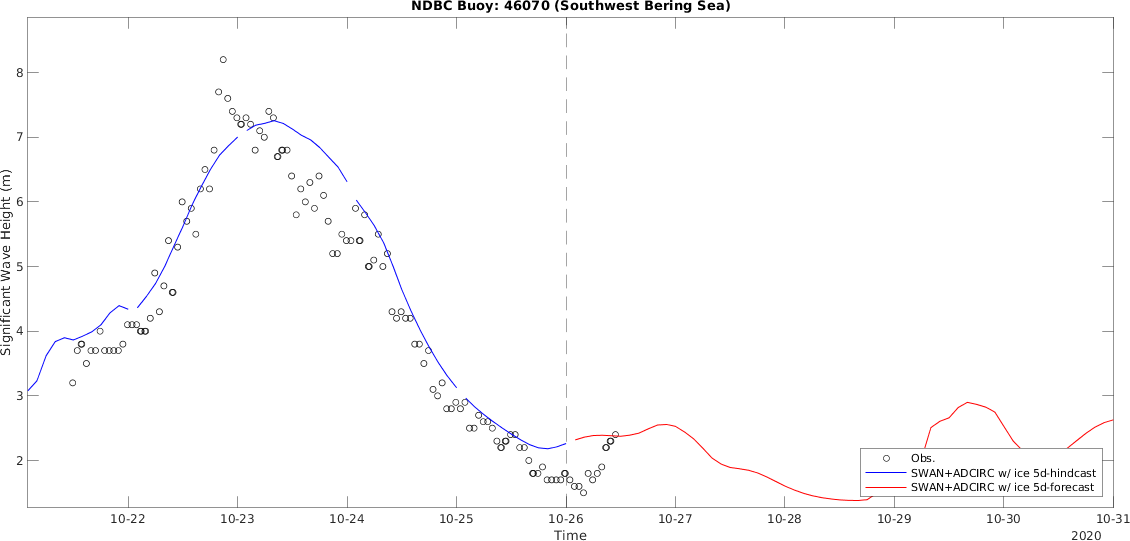 NDBC Buoy: 46070 (Southwest Bering Sea)
Significant Wave Height (m)
8
7
6
5
4
3
2
Obs.
SWAN+ADCIRC w/ ice 5d-hindcast
SWAN+ADCIRC w/ ice 5d-forecast
10-22 10-23 10-24 10-25 10-26 10-27 10-28 10-29 10-30 10-31
Time
2020